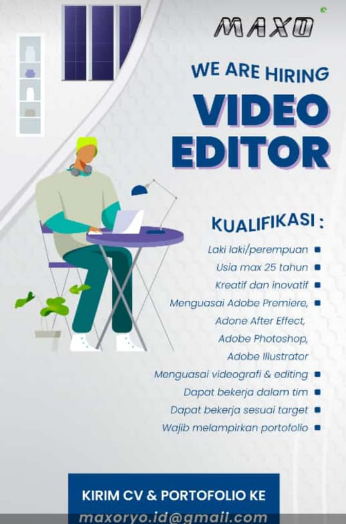 MAXO
WE ARE HIRING
VIDEO
EDITOR
KUALIFIKASI :
Laki laki/perempuan
Usia max 25 tahun
Kreatif dan inovatif
Menguasai Adobe Premiere,
Adone After Effect,
Adobe Photoshop,
Adobe Illustrator
Menguasai videografi & editing
Dapat bekerja dalam tim
Dapat bekerja sesuai target
Wajib melampirkan portofolio
KIRIM CV & PORTOFOLIO KE
maxoryo.id@gmail.com